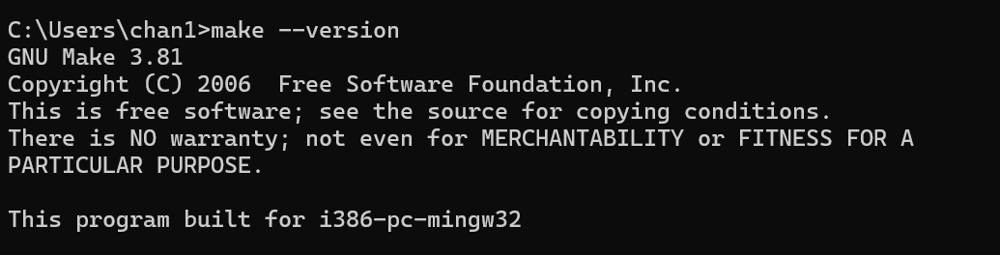 C:\Users\chan1>make --version
GNU Make 3.81
Copyright (C) 2006  Free Software Foundation, Inc.
This is free software; see the source for copying conditions.
There is NO warranty; not even for MERCHANTABILITY or FITNESS FOR A
PARTICULAR PURPOSE.

This program built for i386-pc-mingw32